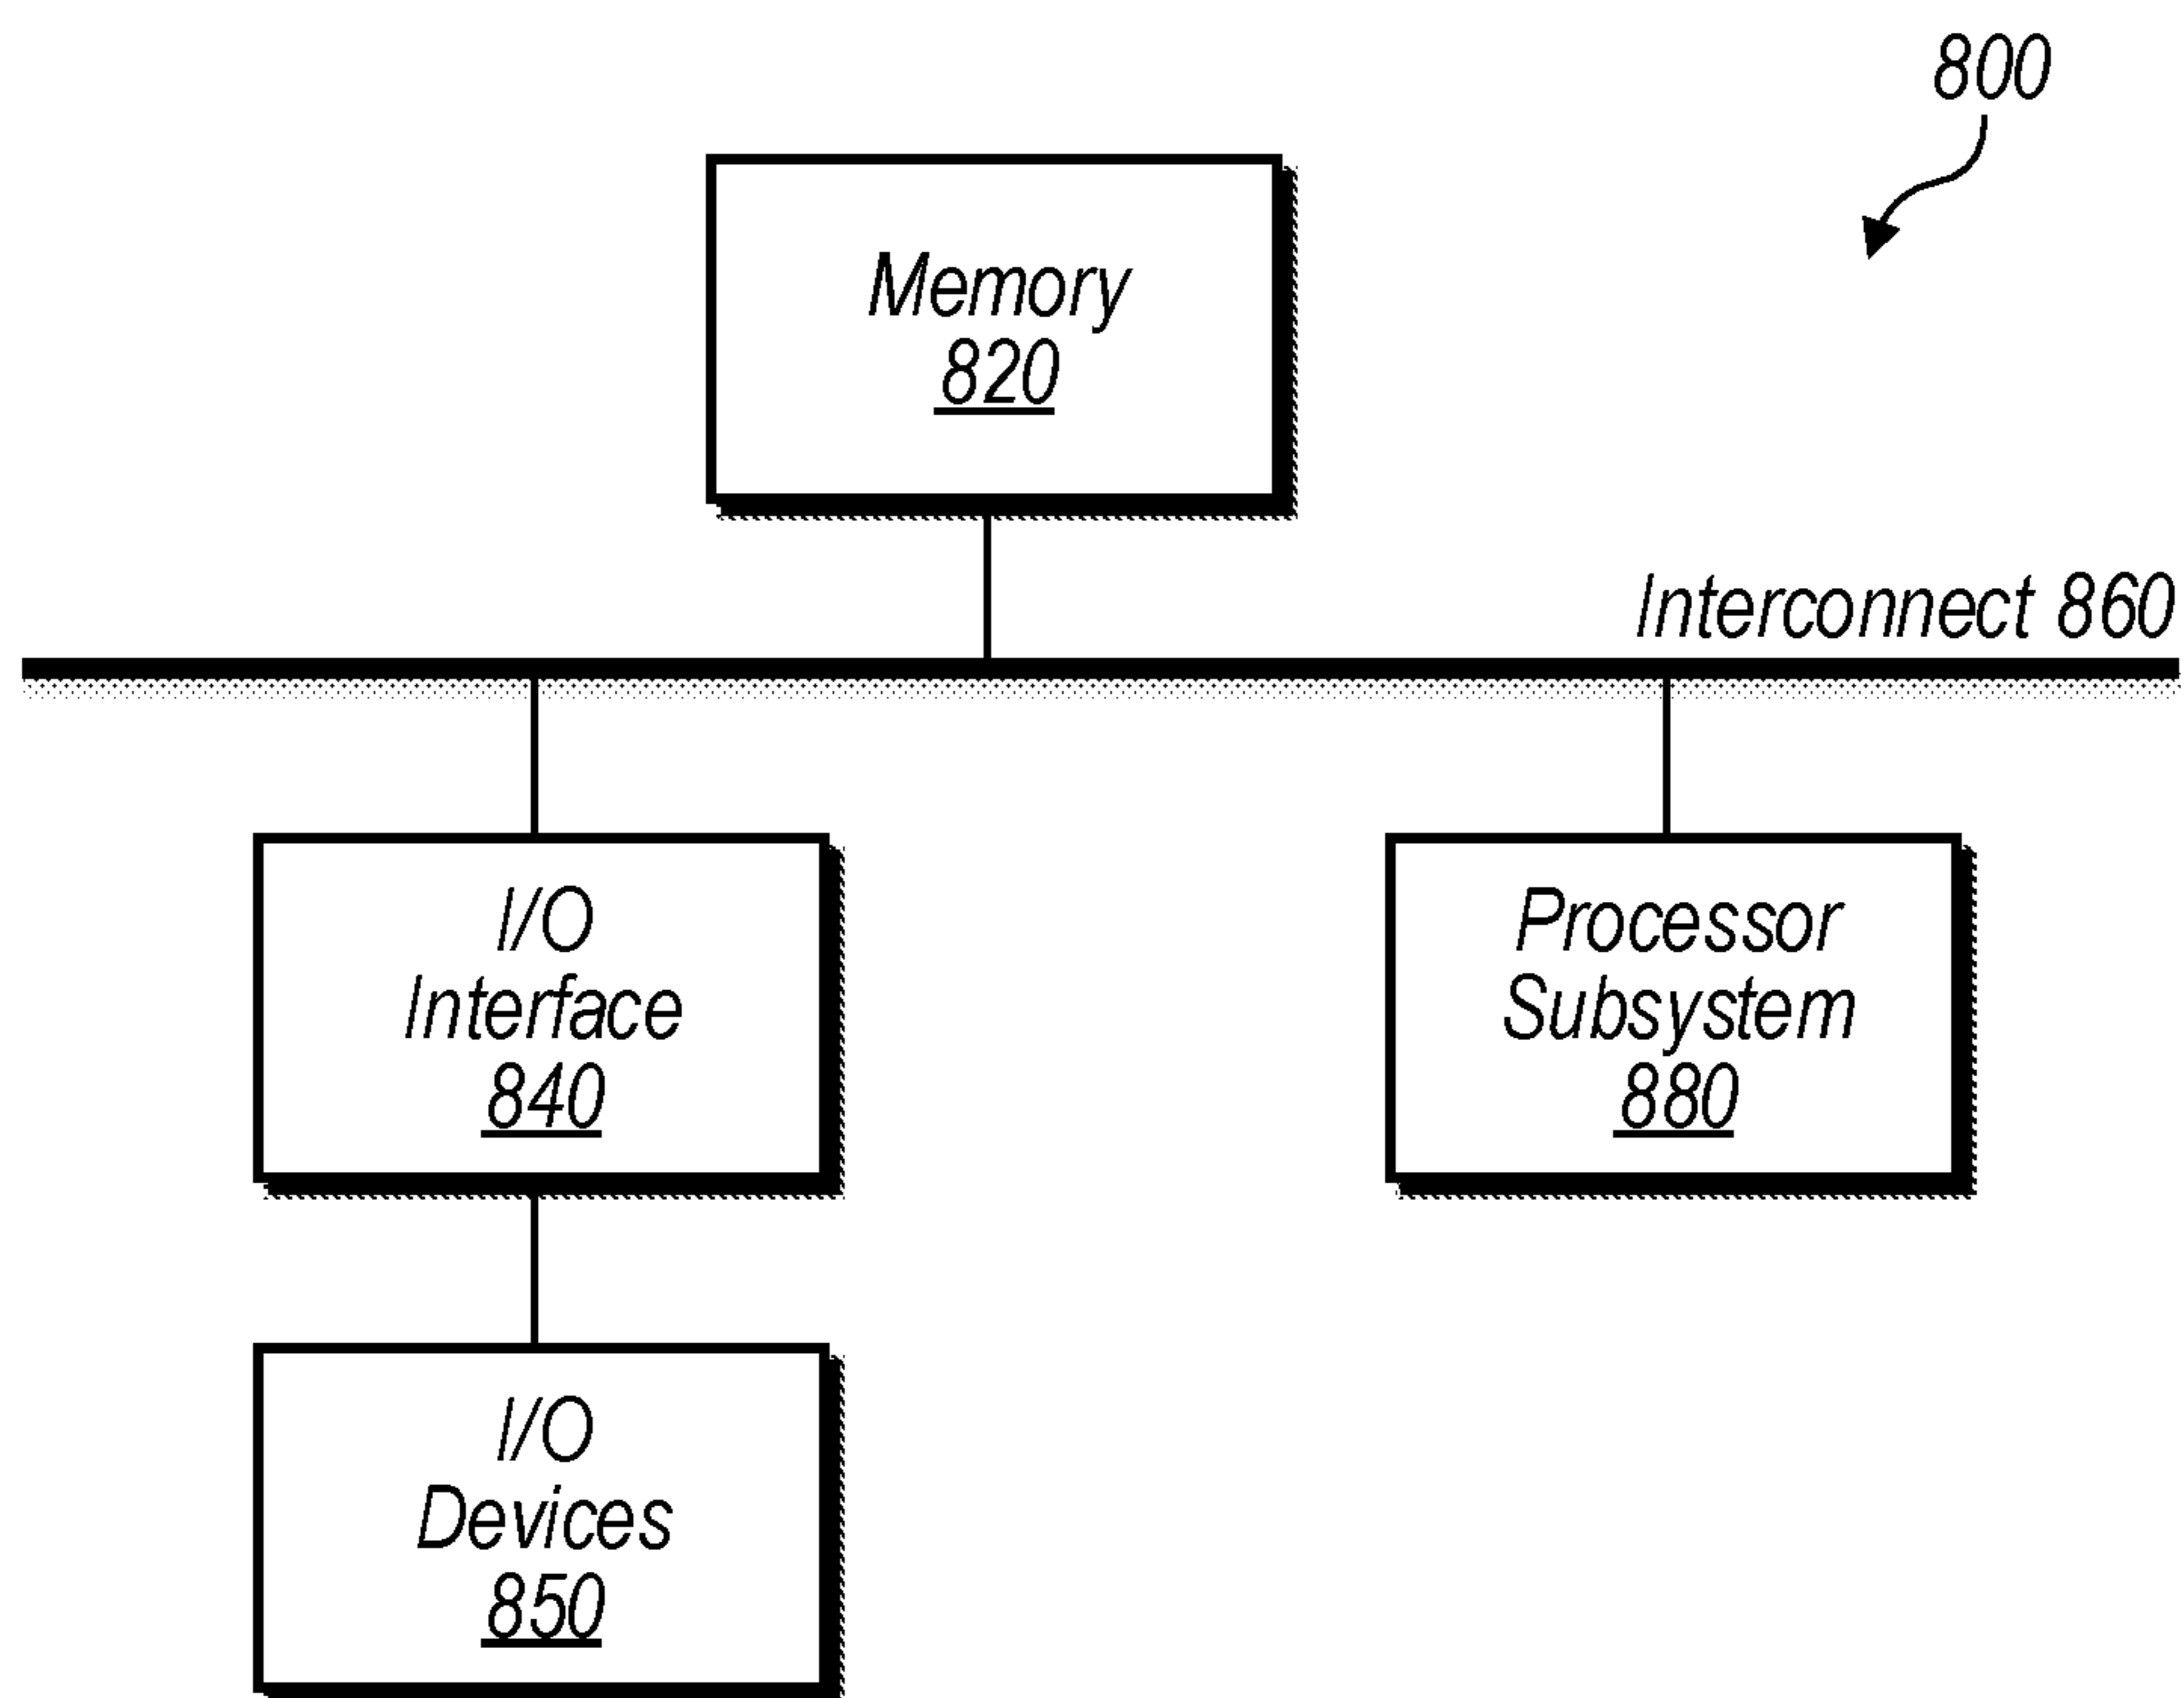 800
Memory
820
Interconnect 860
I/O
Interface
840
Processor
Subsystem
880
I/O
Devices
850